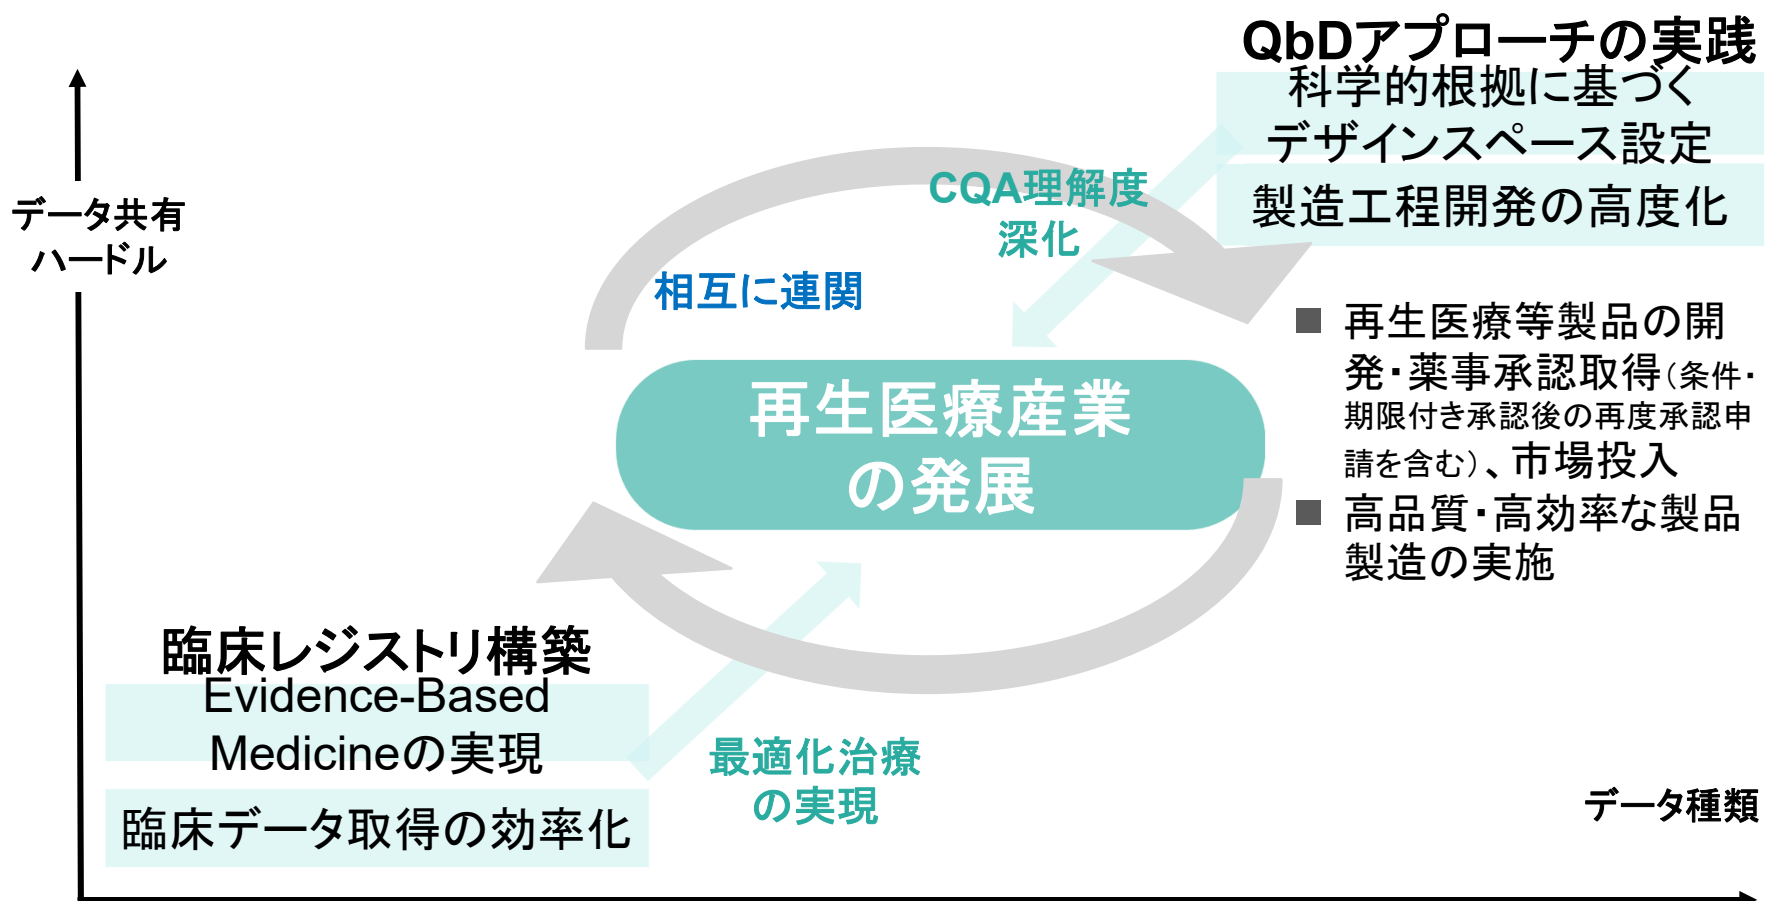 QbDアプローチの実践
科学的根拠に基づく
デザインスペース設定
製造工程開発の高度化
データ共有
ハードル
CQA理解度
深化
相互に連関
再生医療産業
の発展
■ 再生医療等製品の開
発・薬事承認取得（条件・
期限付き承認後の再度承認申
請を含む）、市場投入
■ 高品質・高効率な製品
製造の実施
臨床レジストリ構築
Evidence-Based
Medicineの実現
臨床データ取得の効率化
最適化治療
の実現
データ種類